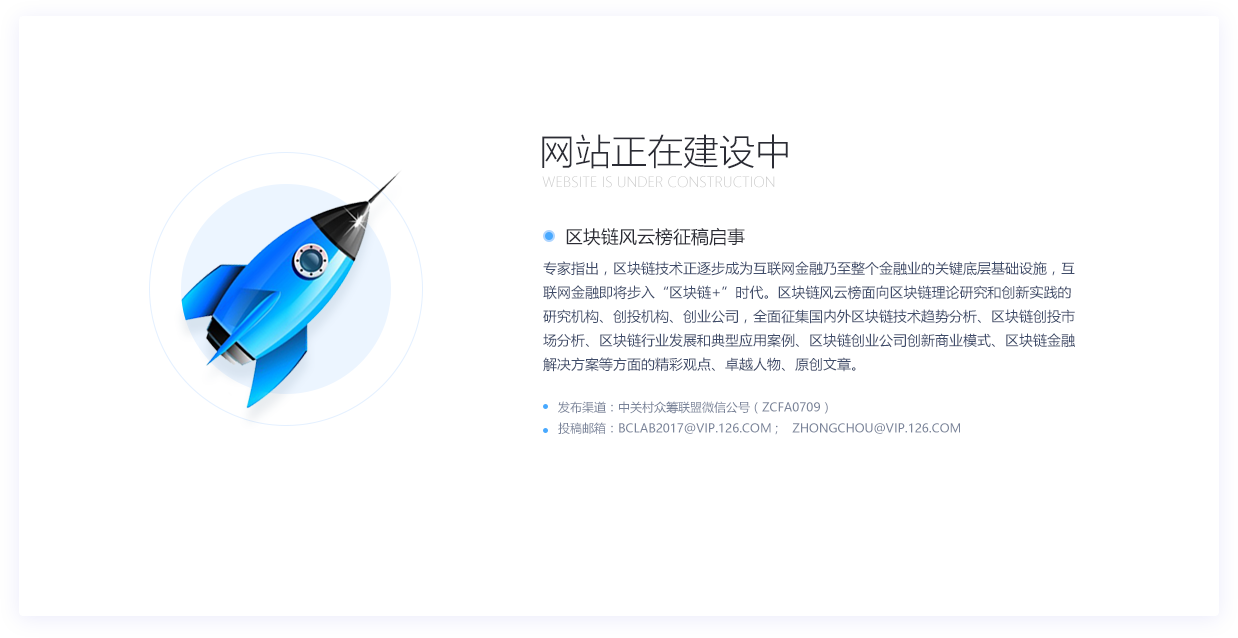 网站正在建设中
WEBSITE IS UNDER CONSTRUCTION
区块链风云榜征稿启事
专家指出，区块链技术正逐步成为互联网金融乃至整个金融业的关键底层基础设施，互
联网金融即将步入“区块链+”时代。区块链风云榜面向区块链理论研究和创新实践的
研究机构、创投机构、创业公司，全面征集国内外区块链技术趋势分析、区块链创投市
场分析、区块链行业发展和典型应用案例、区块链创业公司创新商业模式、区块链金融
解决方案等方面的精彩观点、卓越人物、原创文章。
发布渠道：中关村众筹联盟微信公号（ZCFA0709）
投稿邮箱：BCLAB2017@VIP.126.COM； ZHONGCHOU@VIP.126.COM